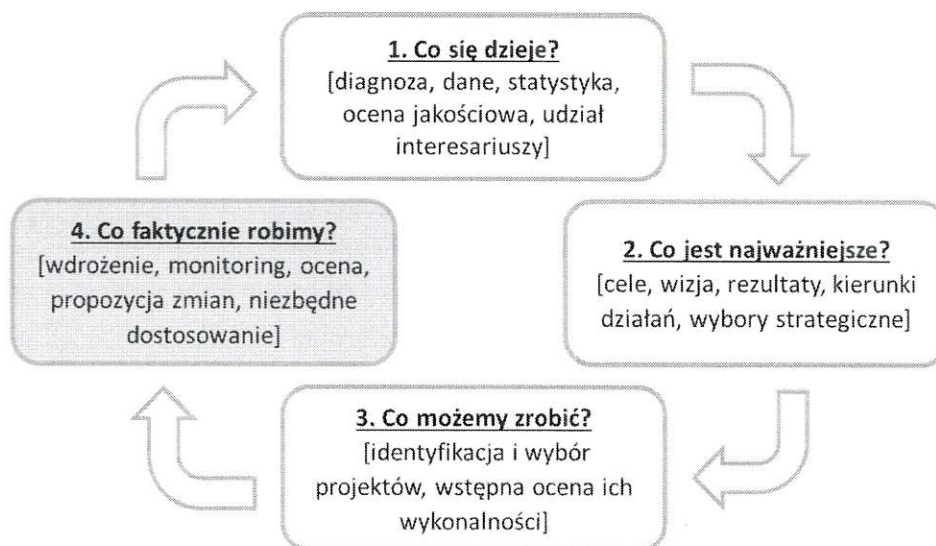 1. Co się dzieje?
[diagnoza, dane, statystyka,
ocena jakościowa, udział
interesariuszy]
2. Co jest najważniejsze?
[cele, wizja, rezultaty, kierunki
działań, wybory strategiczne]
3. Co możemy zrobić?
[identyfikacja i wybór
projektów, wstępna ocena ich
wykonalności]
4. Co faktycznie robimy?
[wdrożenie, monitoring, ocena,
propozycja zmian, niezbędne
dostosowanie]